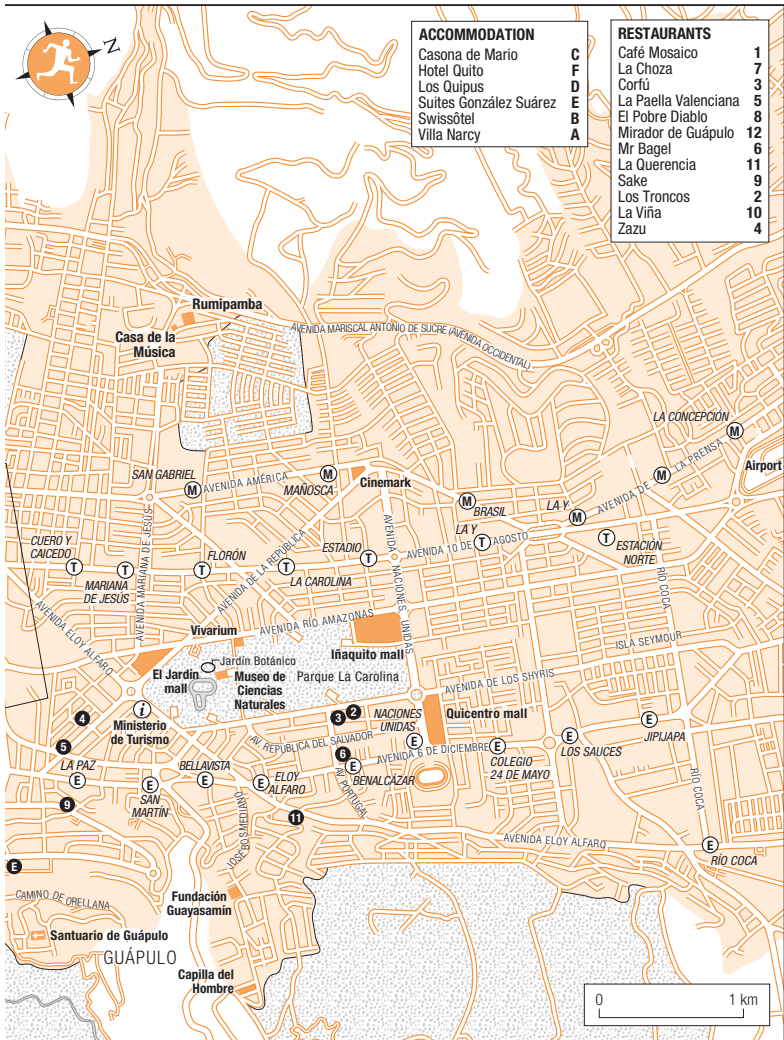 N
ACCOMMODATION
Casona de Mario C
Hotel Quito F
Los Quipus D
Suites González Suárez E
Swissôtel B
Villa Narcy A
RESTAURANTS
Café Mosaico 1
La Choza 7
Corfú 3
La Paella Valenciana 5
El Pobre Diablo 8
Mirador de Guápulo 12
Mr Bagel 6
La Querencia 11
Sake 9
Los Troncos 2
La Viña 10
Zazu 4
Rumipamba
Casa de la
Música
AVENIDA MARISCAL ANTONIO DE SUCRE (AVENIDA OCCIDENTAL)
LA CONCEPCIÓN
M
M
AVENIDA DE LA PRENSA
Airport
SAN GABRIEL
M
AVENIDA AMÉRICA
MAÑOSCA
M
Cinemark
M
BRASIL
LA Y
M
LA Y
T
T
ESTACIÓN
NORTE
CUERO Y
CAICEDO
T
T
MARIANA
DE JESÚS
AVENIDA MARIANA DE JESÚS
FLORÓN
T
AVENIDA DE LA REPÚBLICA
T
LA CAROLINA
ESTADIO
T
AVENIDA 10 DE AGOSTO
AVENIDA NACIONES UNIDAS
RÍO COCA
AVENIDA ELOY ALFARO
Vivarium
AVENIDA RÍO AMAZONAS
Iñaquito mall
ISLA SEYMOUR
Jardín Botánico
El Jardín
mall
Museo de
Ciencias
Naturales
Parque La Carolina
AVENIDA DE LOS SHYRIS
i
Ministerio
de Turismo
4
5
3
2
NACIONES
UNIDAS
E
Quicentro mall
AV. REPÚBLICA DEL SALVADOR
AVENIDA 6 DE DICIEMBRE
6
E
BENALCÁZAR
AV. PORTUGAL
E
COLEGIO
24 DE MAYO
E
LOS SAUCES
E
JIPIJAPA
RÍO COCA
LA PAZ
E
E
SAN
MARTÍN
BELLAVISTA
E
E
ELOY
ALFARO
9
11
JOSÉ BOSMEDIANO
AVENIDA ELOY ALFARO
E
RÍO COCA
E
CAMINO DE ORELLANA
Fundación
Guayasamín
Santuario de Guápulo
GUÁPULO
Capilla del
Hombre
0 1 km